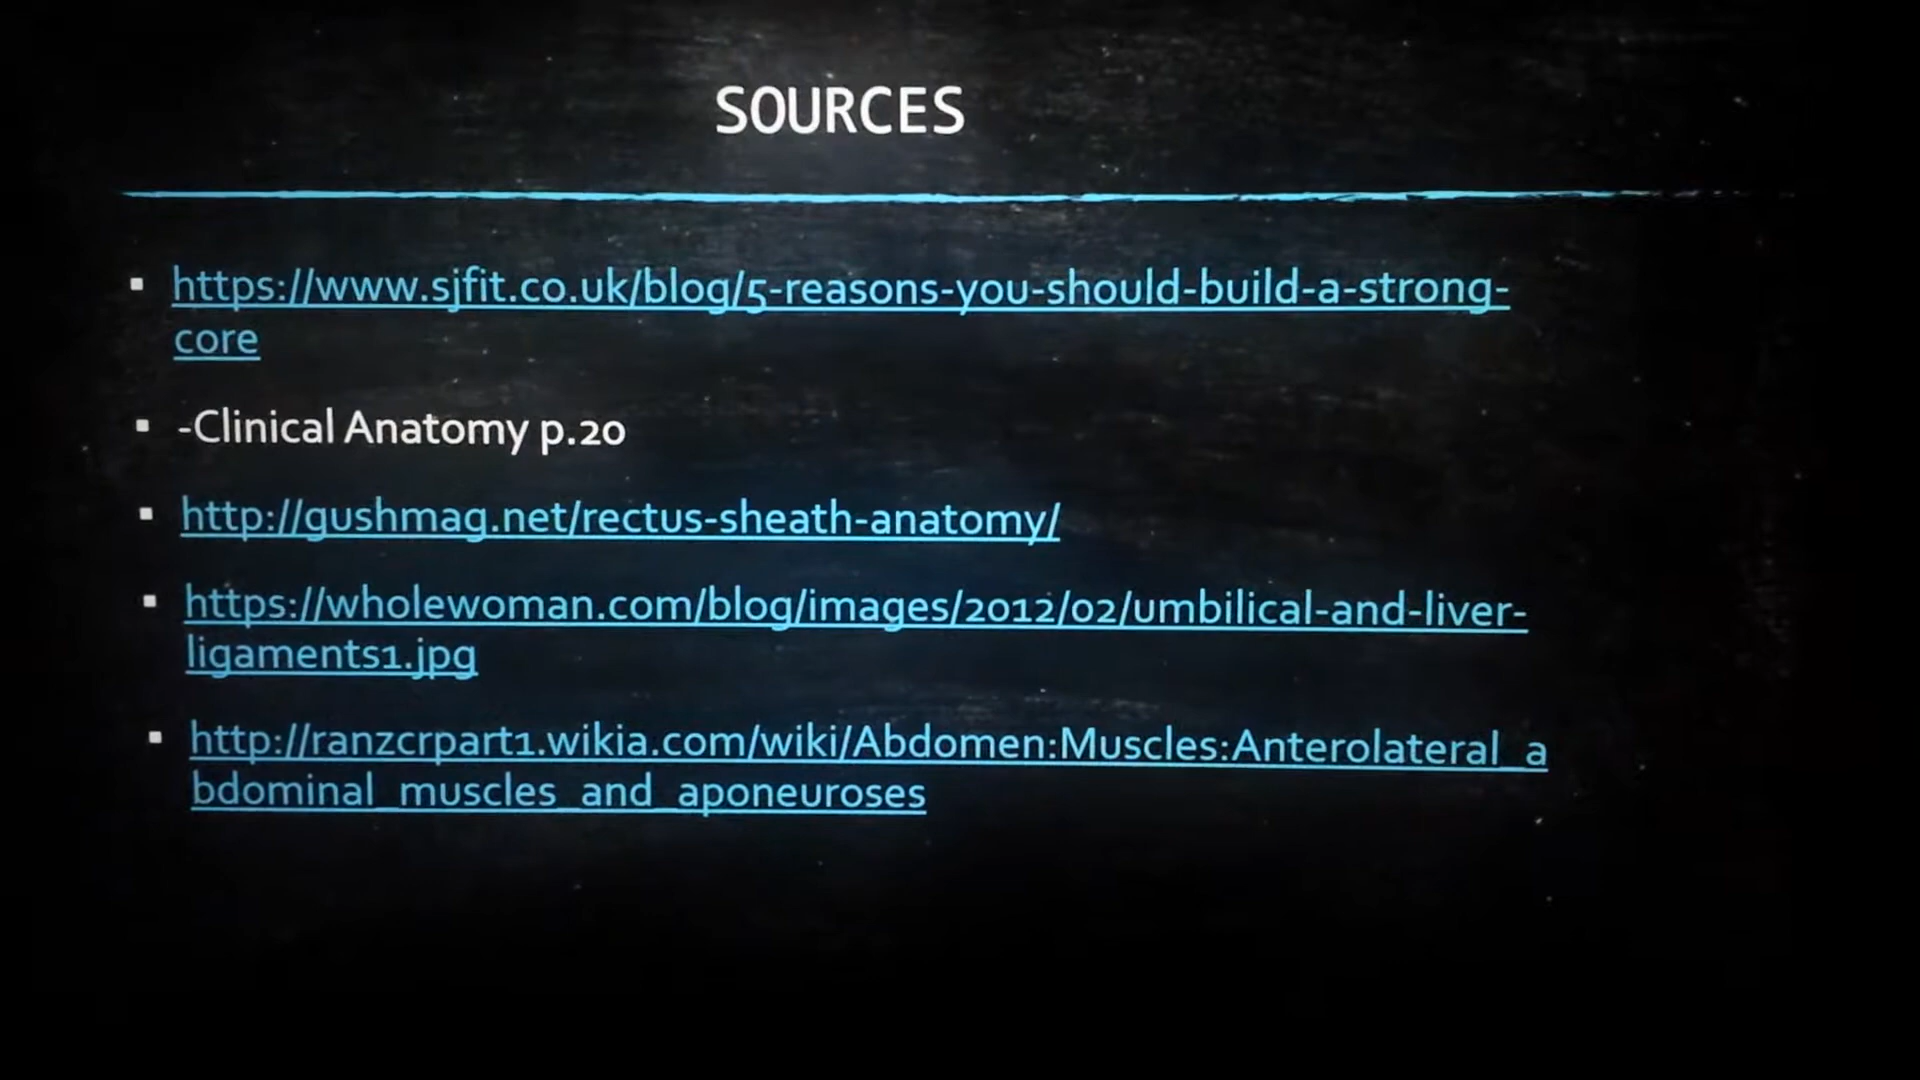 SOURCES
https://www.sjfit.co.uk/blog/5-reasons-you-should-build-a-strong-
core
-Clinical Anatomy p.20
http://gushmag.net/rectus-sheath-anatomy/
https://wholewoman.com/blog/images/2012/02/umbilical-and-liver-
ligaments1.jpg
http://ranzcrpart1.wikia.com/wiki/Abdomen:Muscles:Anterolateral_a
bdominal_muscles_and_aponeuroses